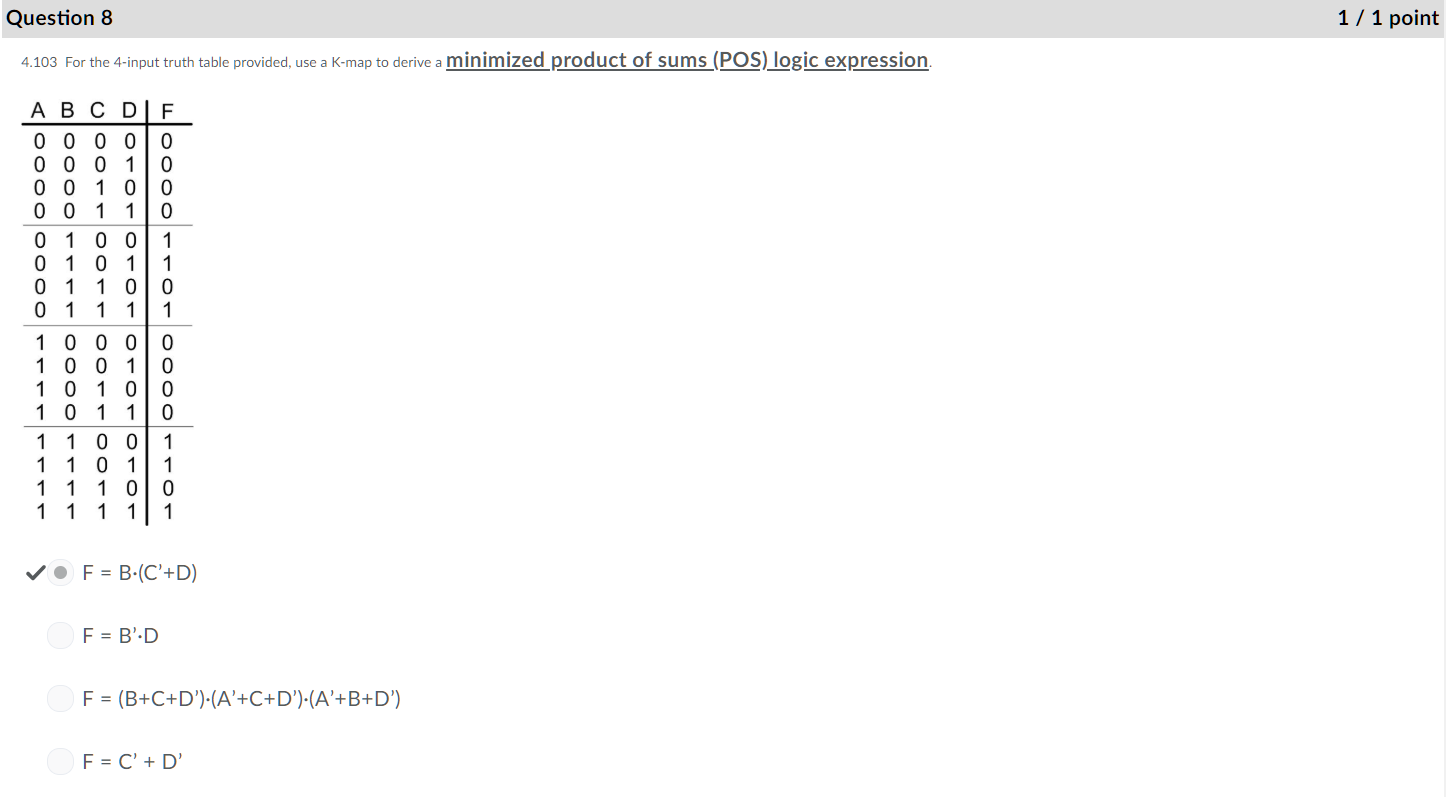 Question 8 1 / 1 point
4.103 For the 4-input truth table provided, use a K-map to derive a minimized product of sums (POS) logic expression.
A B C D F
0 0 0 0 0
0 0 0 1 0
0 0 1 0 0
0 0 1 1 0
0 1 0 0 1
0 1 0 1 1
0 1 1 0 0
0 1 1 1 1
1 0 0 0 0
1 0 0 1 0
1 0 1 0 0
1 0 1 1 0
1 1 0 0 1
1 1 0 1 1
1 1 1 0 0
1 1 1 1 1
F = B·(C’+D)
F = B’·D
F = (B+C+D’)·(A’+C+D’)·(A’+B+D’)
F = C’ + D’